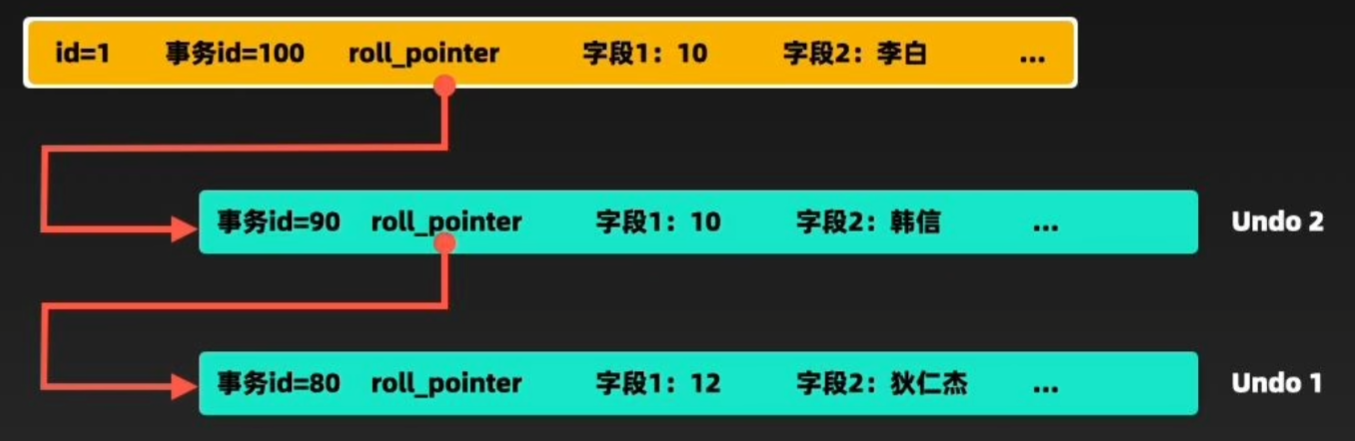 id=1 事务id=100 roll_pointer 字段1：10 字段2：李白 ...
事务id=90 roll_pointer 字段1：10 字段2：韩信 ... Undo 2
事务id=80 roll_pointer 字段1：12 字段2：狄仁杰 ... Undo 1